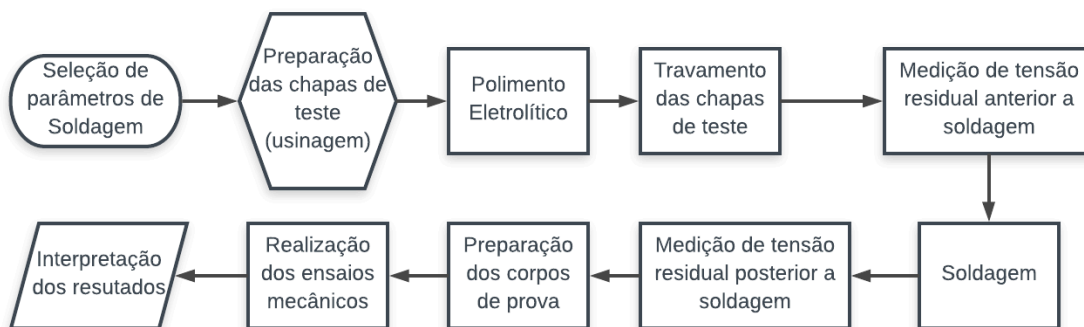 Seleção de
parâmetros de
Soldagem
Preparação
das chapas de
teste
(usinagem)
Polimento
Eletrolítico
Travamento
das chapas
de teste
Medição de tensão
residual anterior a
soldagem
Soldagem
Medição de tensão
residual posterior a
soldagem
Preparação
dos corpos
de prova
Realização
dos ensaios
mecânicos
Interpretação
dos resutados